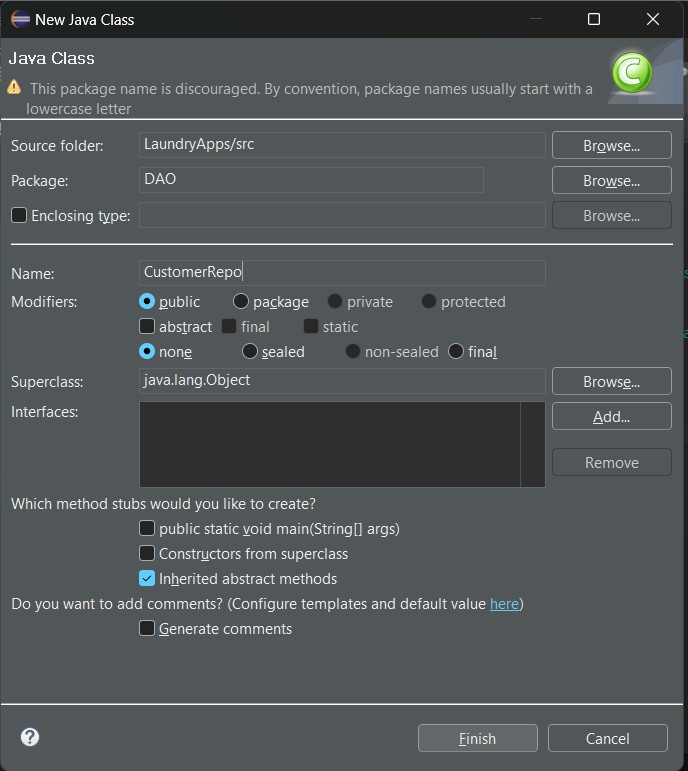 New Java Class
Java Class
This package name is discouraged. By convention, package names usually start with a
lowercase letter
Source folder: LaundryApps/src Browse...
Package: DAO Browse...
Enclosing type: Browse...
Name: CustomerRepo
Modifiers: public package private protected
abstract final static
none sealed non-sealed final
Superclass: java.lang.Object Browse...
Interfaces: Add...
Remove
Which method stubs would you like to create?
public static void main(String[] args)
Constructors from superclass
Inherited abstract methods
Do you want to add comments? (Configure templates and default value here)
Generate comments
? Finish Cancel